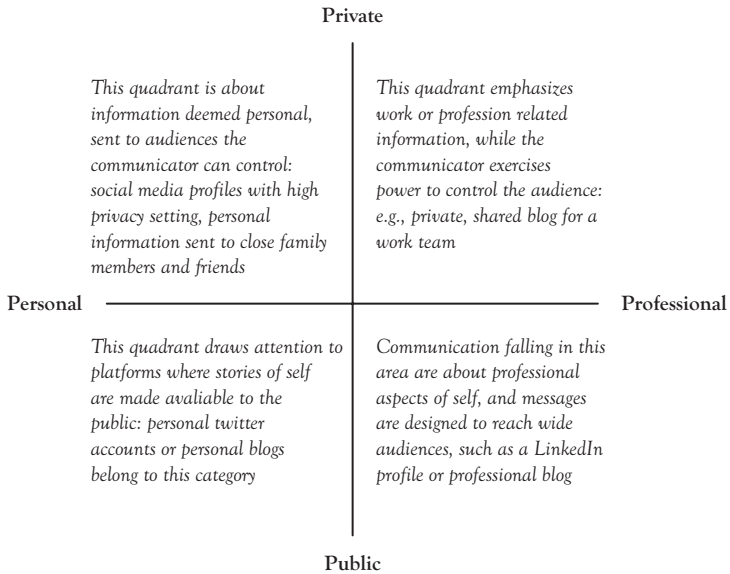 Private
This quadrant is about
information deemed personal,
sent to audiences the
communicator can control:
social media profiles with high
privacy setting, personal
information sent to close family
members and friends
This quadrant emphasizes
work or profession related
information, while the
communicator exercises
power to control the audience:
e.g., private, shared blog for a
work team
Personal
Professional
This quadrant draws attention to
platforms where stories of self
are made avaliable to the
public: personal twitter
accounts or personal blogs
belong to this category
Communication falling in this
area are about professional
aspects of self, and messages
are designed to reach wide
audiences, such as a LinkedIn
profile or professional blog
Public